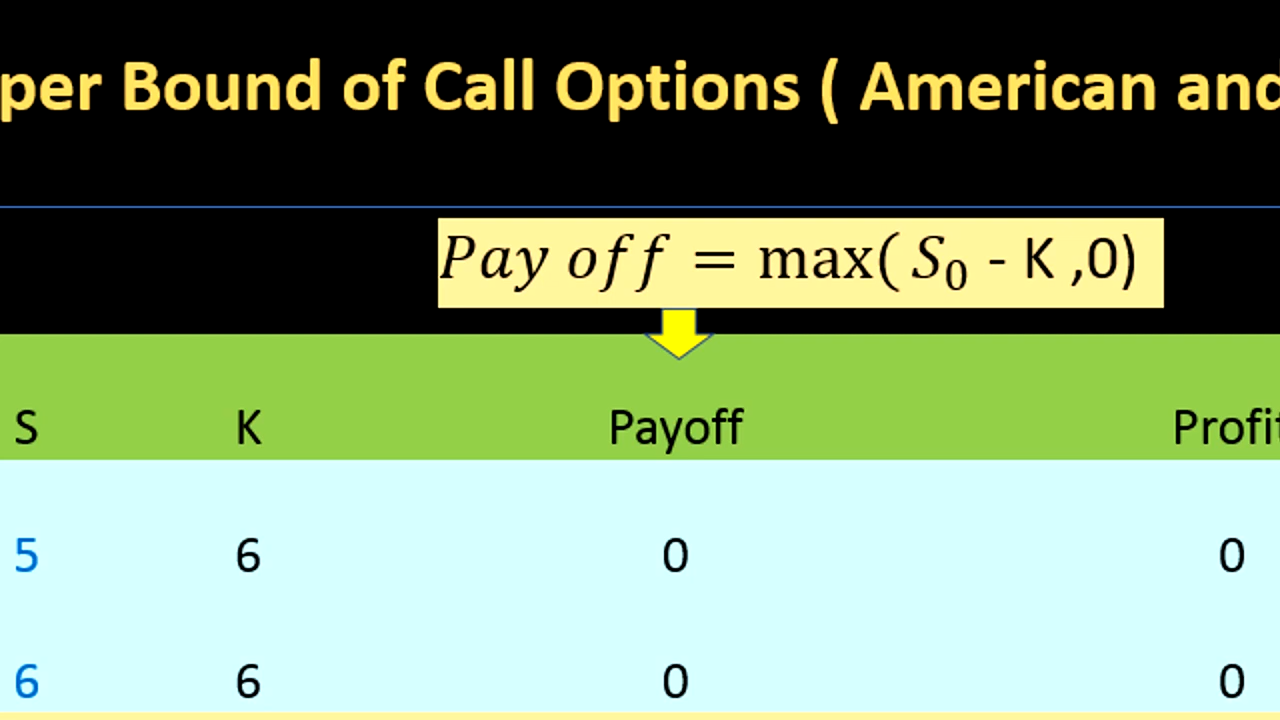 per Bound of Call Options ( American and
Pay off = max( S₀ - K ,0)
S K Payoff Profit
5 6 0 0
6 6 0 0